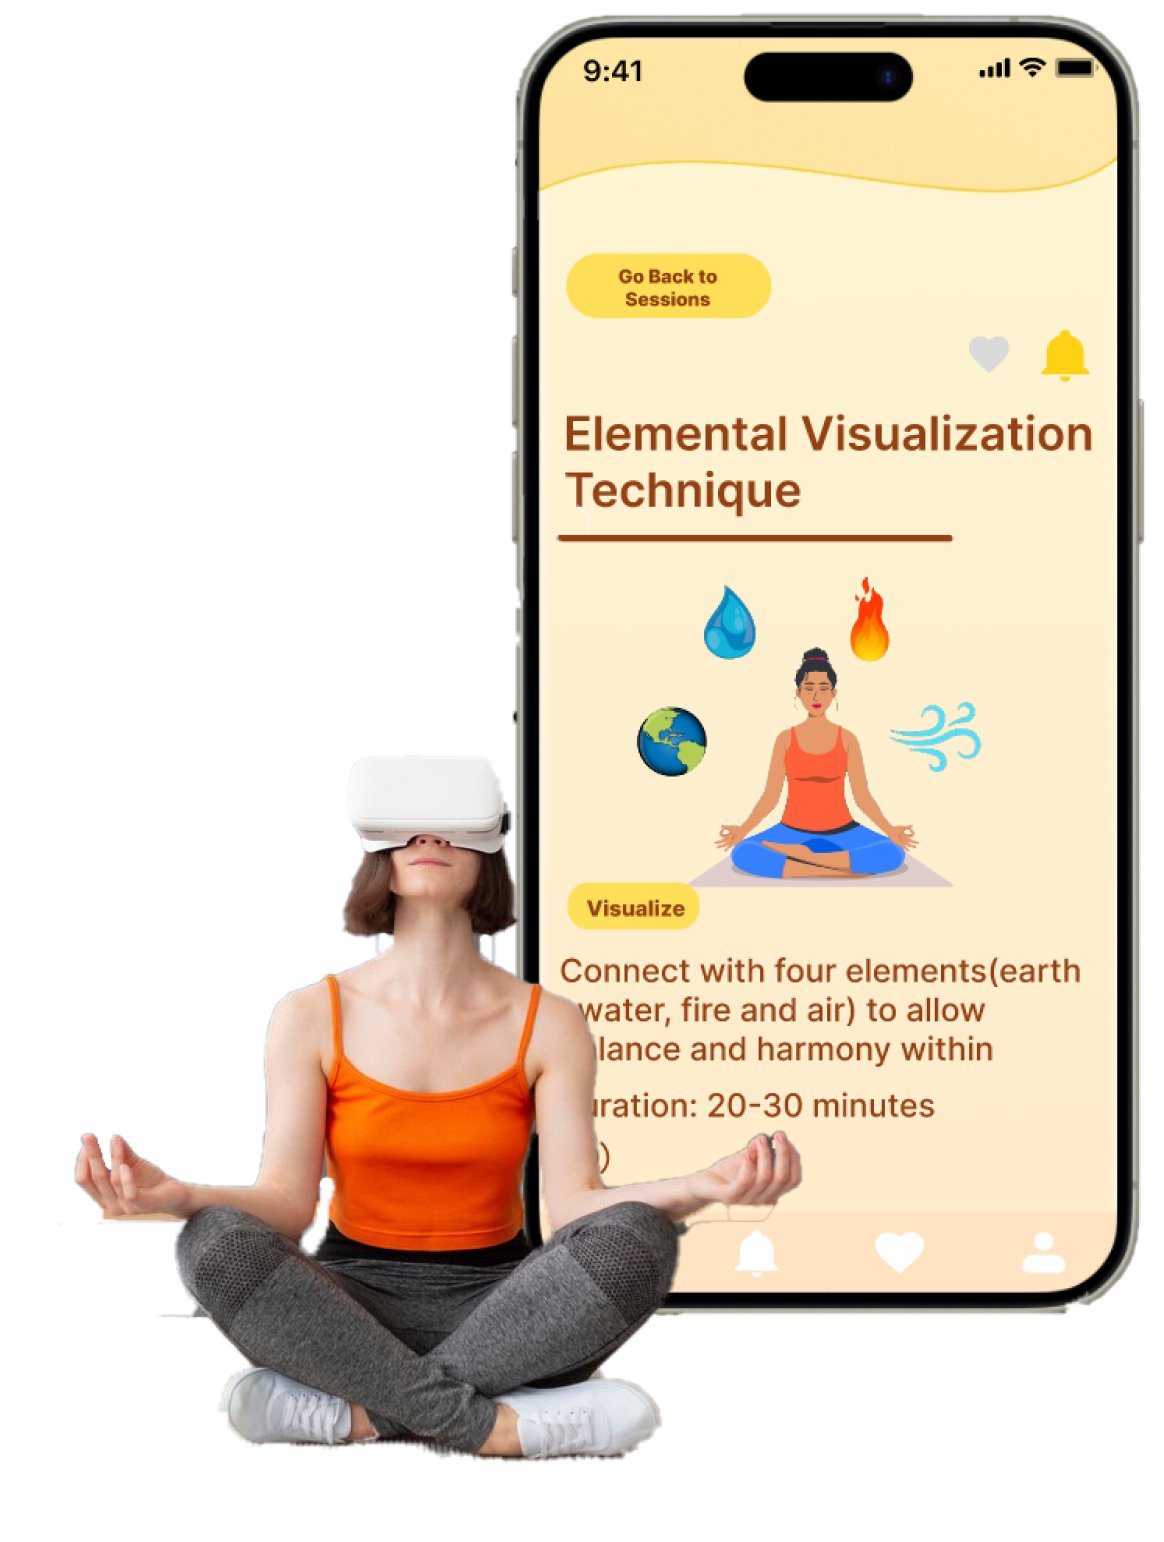 9:41
Go Back to
Sessions
Elemental Visualization
Technique
Visualize
Connect with four elements(earth
water, fire and air) to allow
lance and harmony within
uration: 20-30 minutes
)